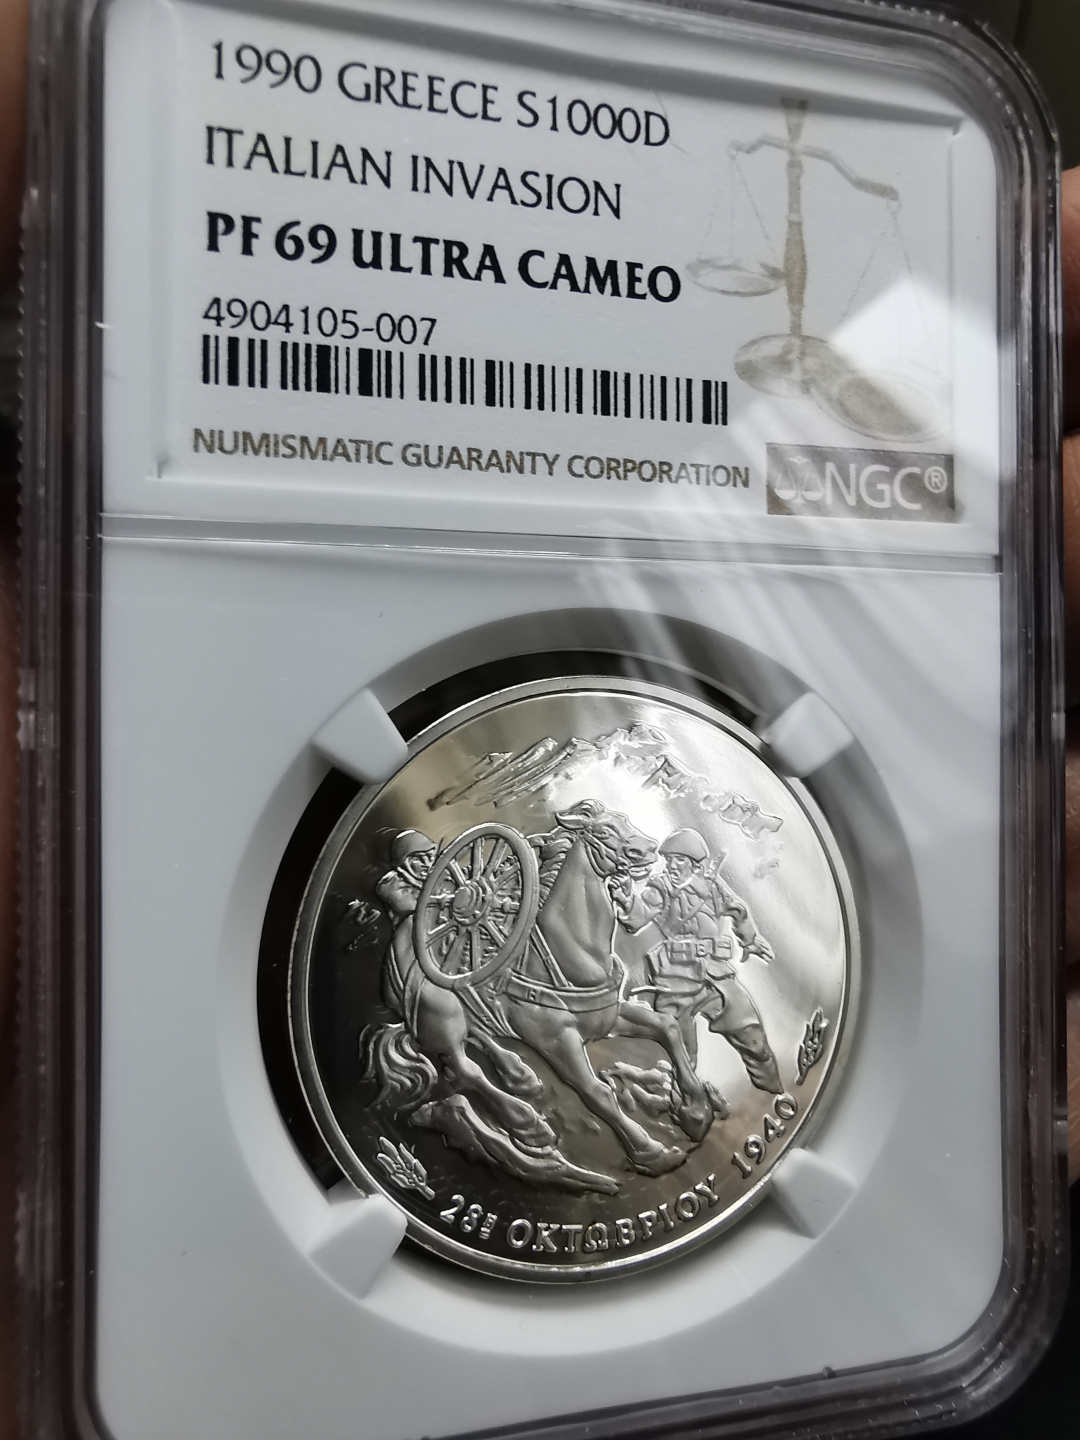 1990 GREECE S1000D
ITALIAN INVASION
PF 69 ULTRA CAMEO
4904105-007
NUMISMATIC GUARANTY CORPORATION
NGC®
28Η ΟΚΤΩΒΡΙΟΥ 1940